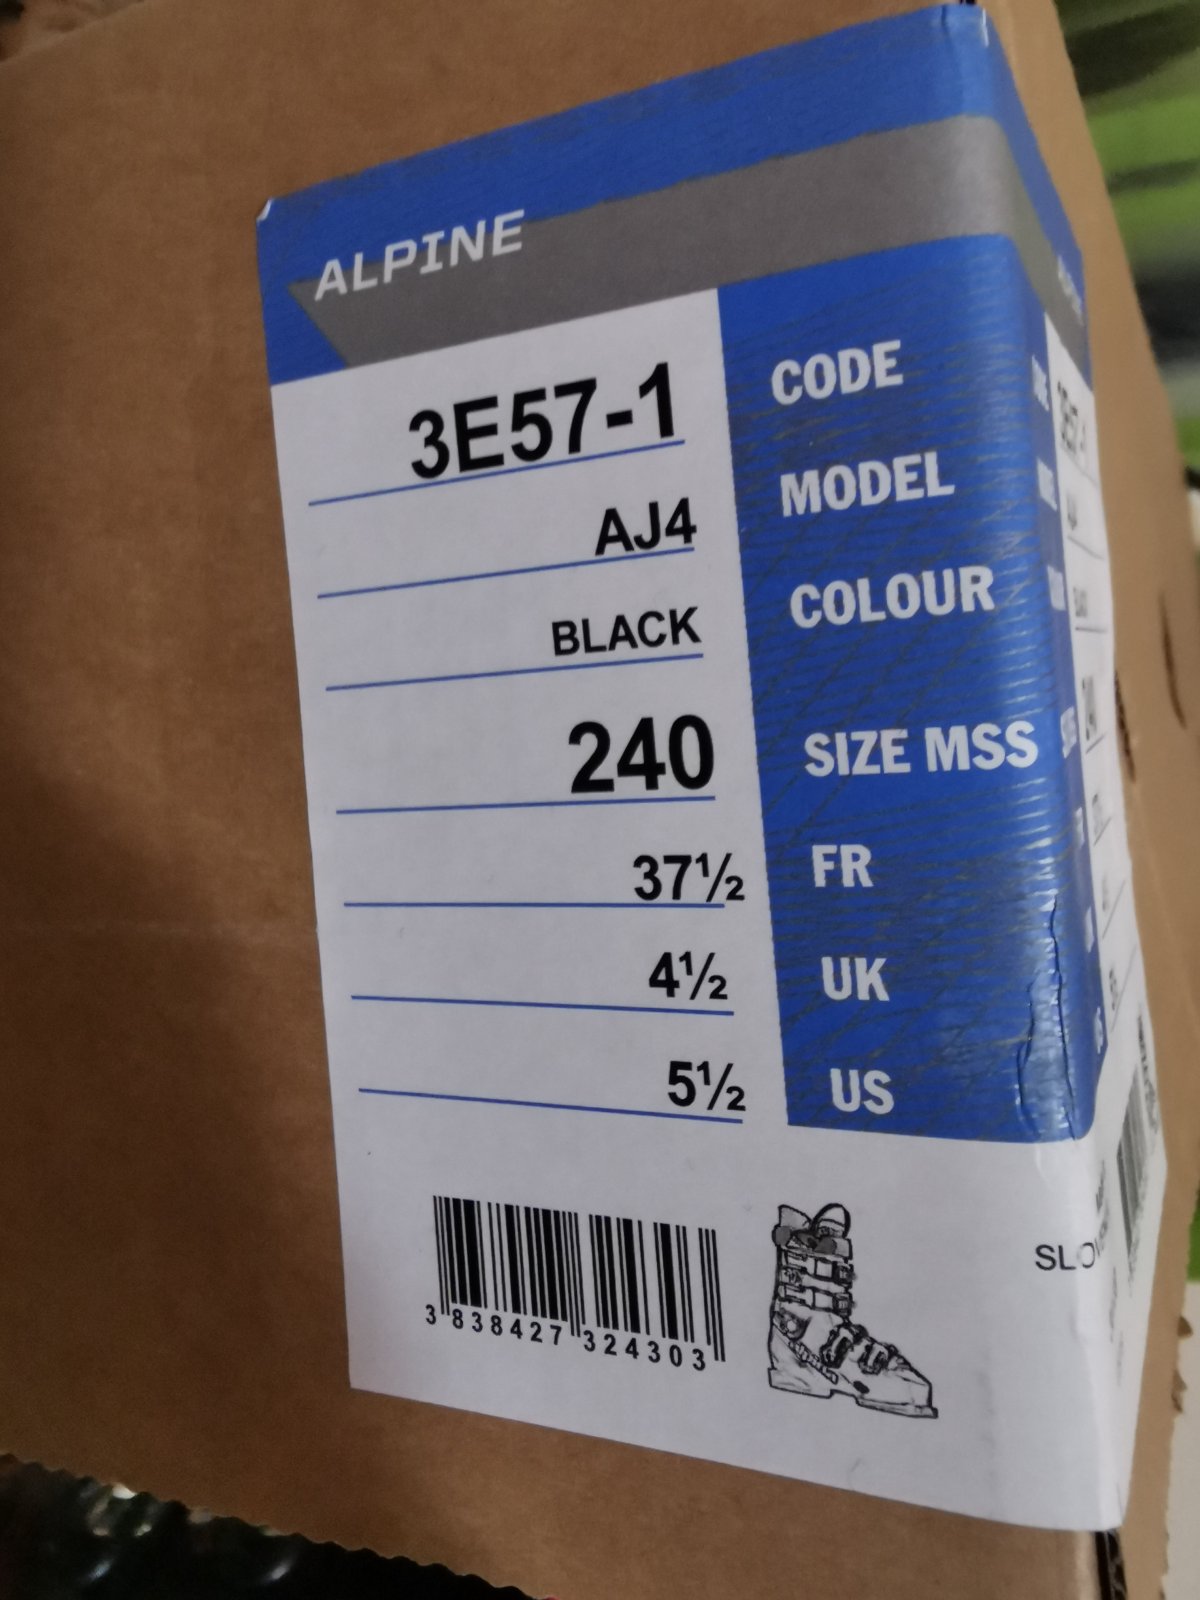 ALPINE
3E57-1 CODE
AJ4 MODEL
BLACK COLOUR
240 SIZE MSS
37½ FR
4½ UK
5½ US
3 838427 324303